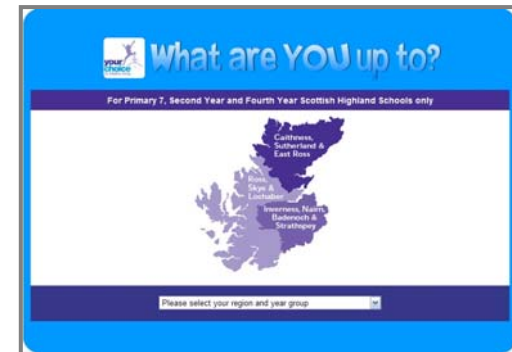 your
choice
What are YOU up to?
For Primary 7, Second Year and Fourth Year Scottish Highland Schools only
Caithness,
Sutherland &
East Ross
Ross,
Skye &
Lochaber
Inverness, Nairn,
Badenoch &
Strathspey
Please select your region and year group